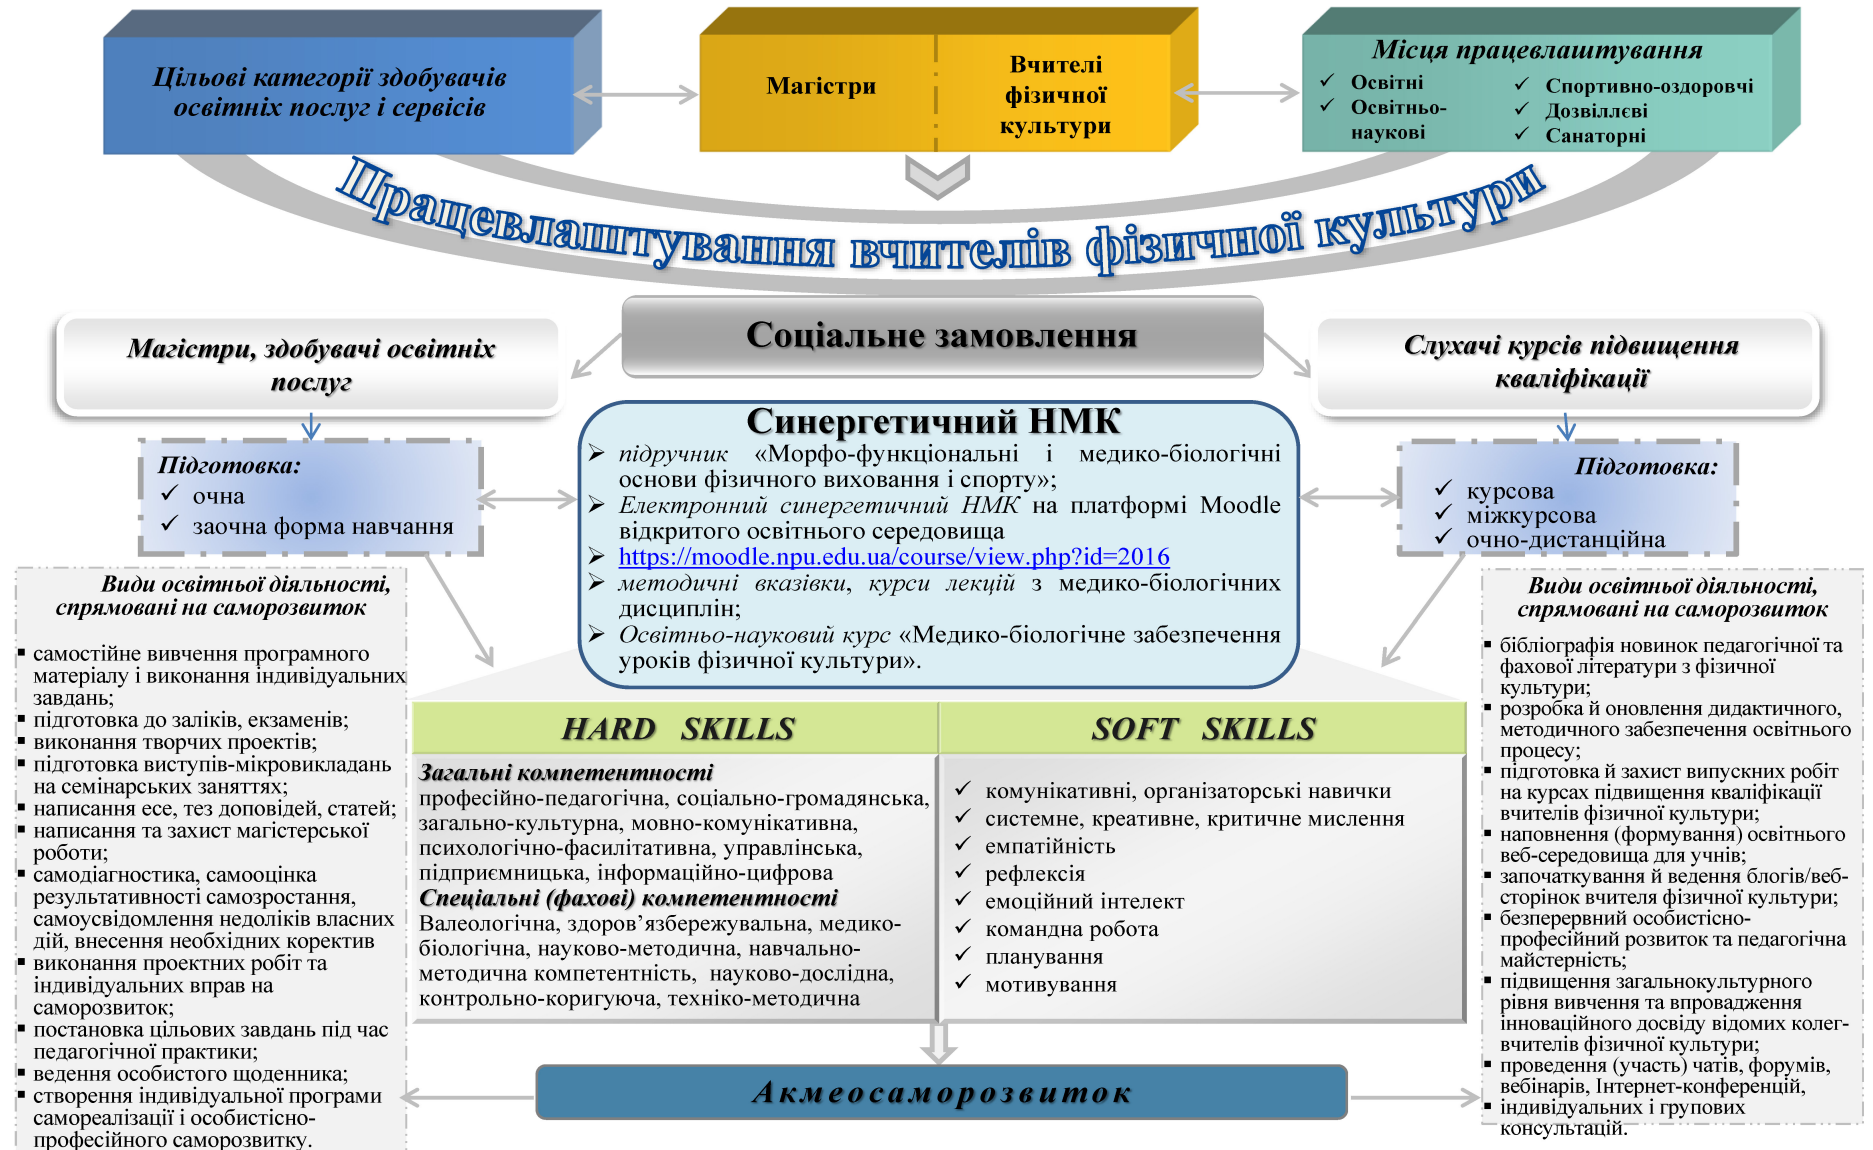 Цільові категорії здобувачів
освітніх послуг і сервісів
Магістри
Вчителі
фізичної
культури
Місця працевлаштування
✓ Освітні
✓ Освітньо-
наукові
✓ Спортивно-оздоровчі
✓ Дозвіллєві
✓ Санаторні
Працевлаштування вчителів фізичної культури
Соціальне замовлення
Магістри, здобувачі освітніх
послуг
Слухачі курсів підвищення
кваліфікації
Підготовка:
✓ очна
✓ заочна форма навчання
Синергетичний НМК
➢ підручник «Морфо-функціональні і медико-біологічні
основи фізичного виховання і спорту»;
➢ Електронний синергетичний НМК на платформі Moodle
відкритого освітнього середовища
➢ https://moodle.npu.edu.ua/course/view.php?id=2016
➢ методичні вказівки, курси лекцій з медико-біологічних
дисциплін;
➢ Освітньо-науковий курс «Медико-біологічне забезпечення
уроків фізичної культури».
Підготовка:
✓ курсова
✓ міжкурсова
✓ очно-дистанційна
Види освітньої діяльності,
спрямовані на саморозвиток
▪ самостійне вивчення програмного
матеріалу і виконання індивідуальних
завдань;
▪ підготовка до заліків, екзаменів;
▪ виконання творчих проектів;
▪ підготовка виступів-мікровикладань
на семінарських заняттях;
▪ написання есе, тез доповідей, статей;
▪ написання та захист магістерської
роботи;
▪ самодіагностика, самооцінка
результативності самозростання,
самоусвідомлення недоліків власних
дій, внесення необхідних коректив
▪ виконання проектних робіт та
індивідуальних вправ на
саморозвиток;
▪ постановка цільових завдань під час
педагогічної практики;
▪ ведення особистого щоденника;
▪ створення індивідуальної програми
самореалізації і особистісно-
професійного саморозвитку.
HARD SKILLS
Загальні компетентності
професійно-педагогічна, соціально-громадянська,
загально-культурна, мовно-комунікативна,
психологічно-фасилітативна, управлінська,
підприємницька, інформаційно-цифрова
Спеціальні (фахові) компетентності
Валеологічна, здоров’язбережувальна, медико-
біологічна, науково-методична, навчально-
методична компетентність, науково-дослідна,
контрольно-коригуюча, техніко-методична
SOFT SKILLS
✓ комунікативні, організаторські навички
✓ системне, креативне, критичне мислення
✓ емпатійність
✓ рефлексія
✓ емоційний інтелект
✓ командна робота
✓ планування
✓ мотивування
Види освітньої діяльності,
спрямовані на саморозвиток
▪ бібліографія новинок педагогічної та
фахової літератури з фізичної
культури;
▪ розробка й оновлення дидактичного,
методичного забезпечення освітнього
процесу;
▪ підготовка й захист випускних робіт
на курсах підвищення кваліфікації
вчителів фізичної культури;
▪ наповнення (формування) освітнього
веб-середовища для учнів;
▪ започаткування й ведення блогів/веб-
сторінок вчителя фізичної культури;
▪ безперервний особистісно-
професійний розвиток та педагогічна
майстерність;
▪ підвищення загальнокультурного
рівня вивчення та впровадження
інноваційного досвіду відомих колег-
вчителів фізичної культури;
▪ проведення (участь) чатів, форумів,
вебінарів, Інтернет-конференцій,
▪ індивідуальних і групових
консультацій.
Акмеосаморозвиток